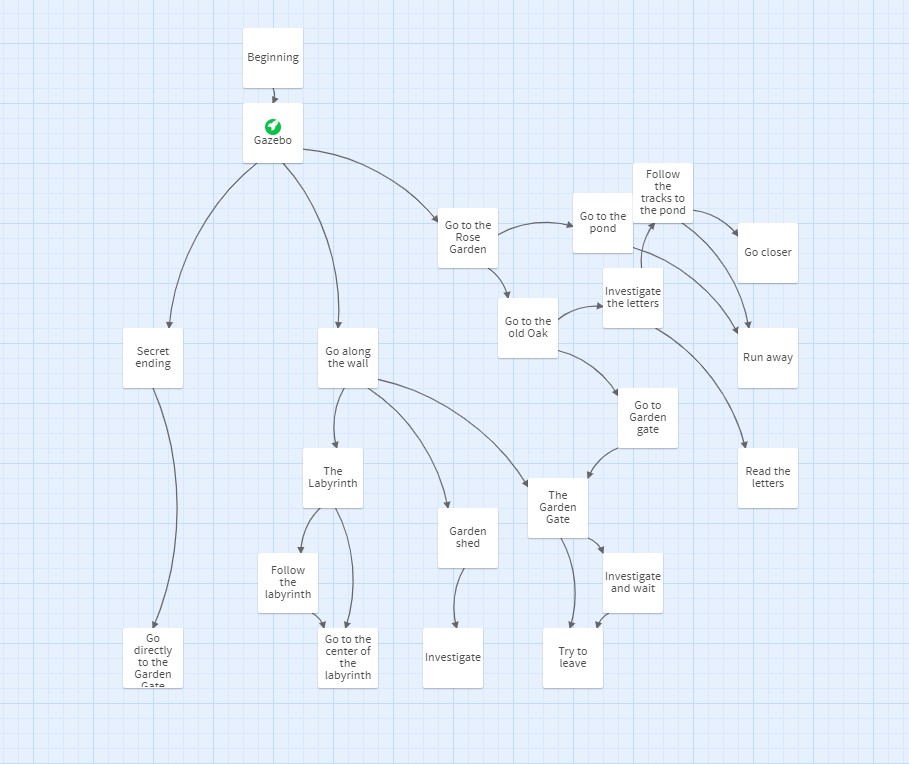 Beginning
Gazebo
Follow
the
tracks to
the pond
Go to the
pond
Go to the
Rose
Garden
Go closer
Investigate
the letters
Go to the
old Oak
Secret
ending
Go along
the wall
Run away
Go to
Garden
gate
The
Labyrinth
Read the
letters
The
Garden
Gate
Garden
shed
Follow
the
labyrinth
Investigate
and wait
Go
directly
to the
Garden
Gate
Go to the
center of
the
labyrinth
Investigate
Try to
leave